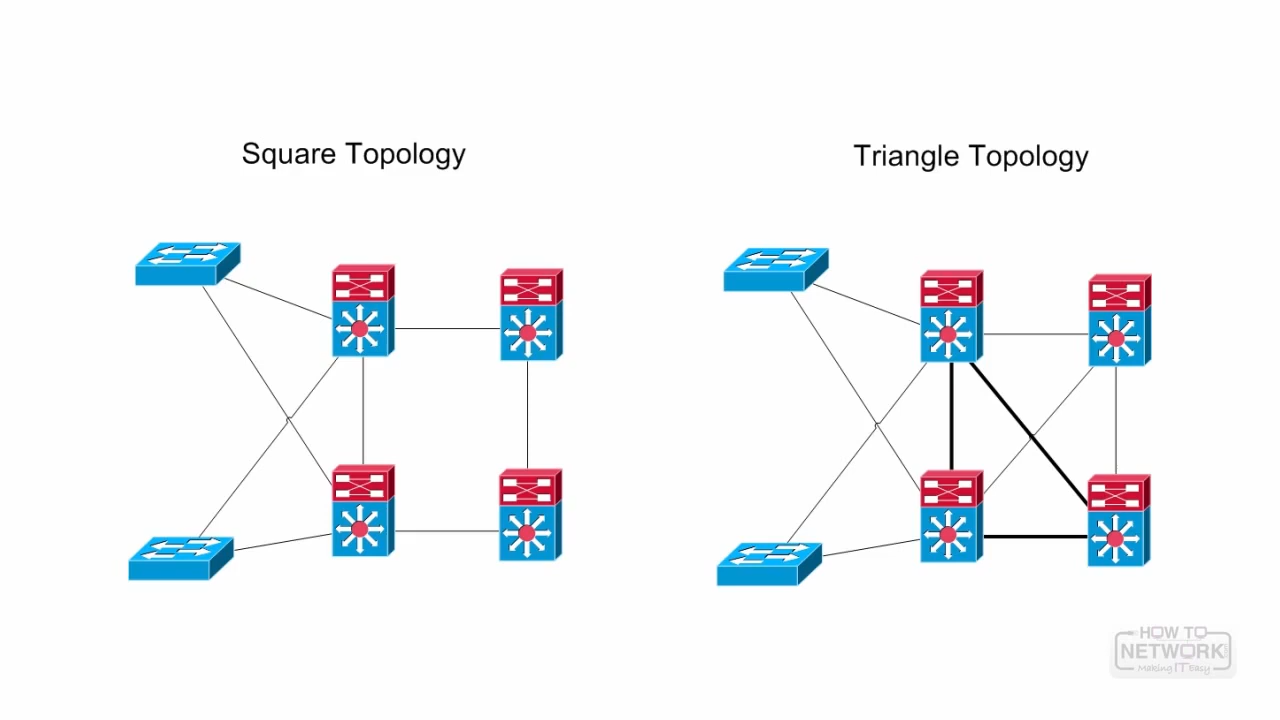 Square Topology
Triangle Topology
HOW TO
NETWORK
Making IT Easy